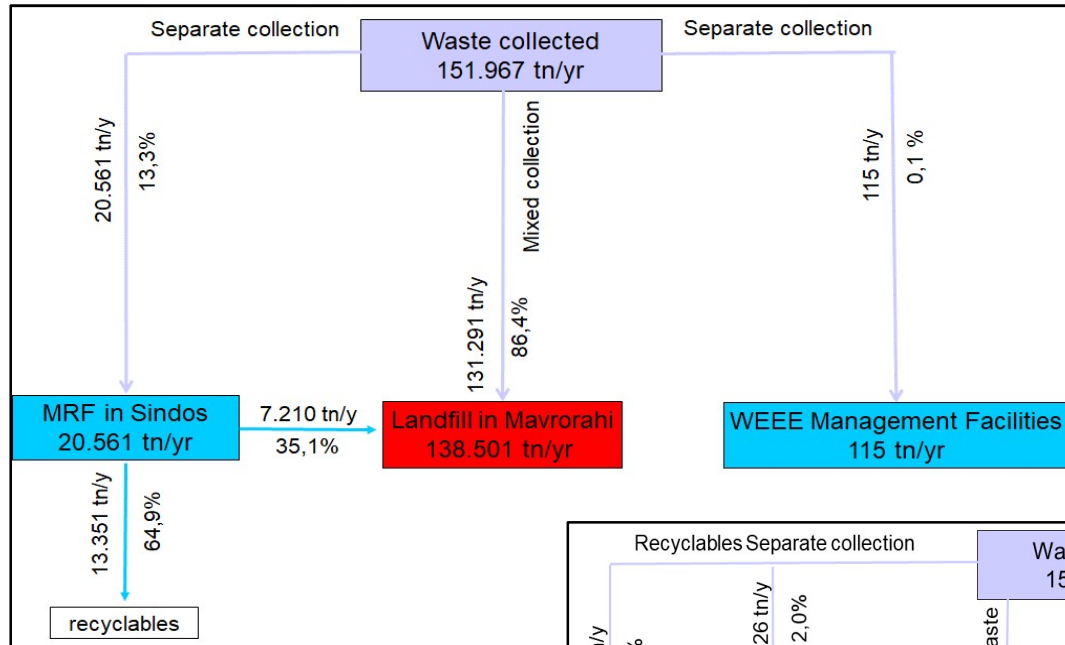 Separate collection
Waste collected
151.967 tn/yr
Separate collection
20.561 tn/y
13,3%
Mixed collection
131.291 tn/y
86,4%
115 tn/y
0,1 %
MRF in Sindos
20.561 tn/yr
7.210 tn/y
35,1%
Landfill in Mavrorahi
138.501 tn/yr
WEEE Management Facilities
115 tn/yr
13.351 tn/y
64,9%
recyclables
Recyclables Separate collection